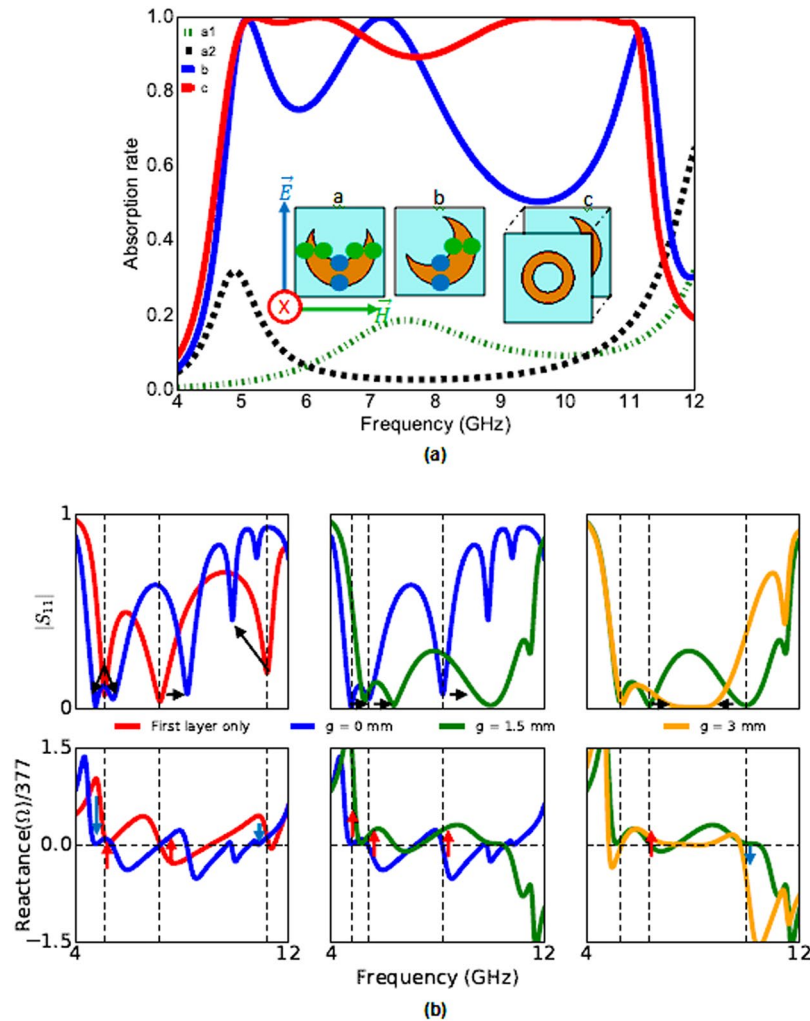 1.0
0.8
0.6
0.4
0.2
0.0
Absorption rate
a1
a2
b
c
E
a
b
c
X
H
4 5 6 7 8 9 10 11 12
Frequency (GHz)
(a)
1
|S₁₁|
0
First layer only g = 0 mm g = 1.5 mm g = 3 mm
1.5
0.0
−1.5
Reactance(Ω)/377
4 12 4 12 4 12
Frequency (GHz)
(b)